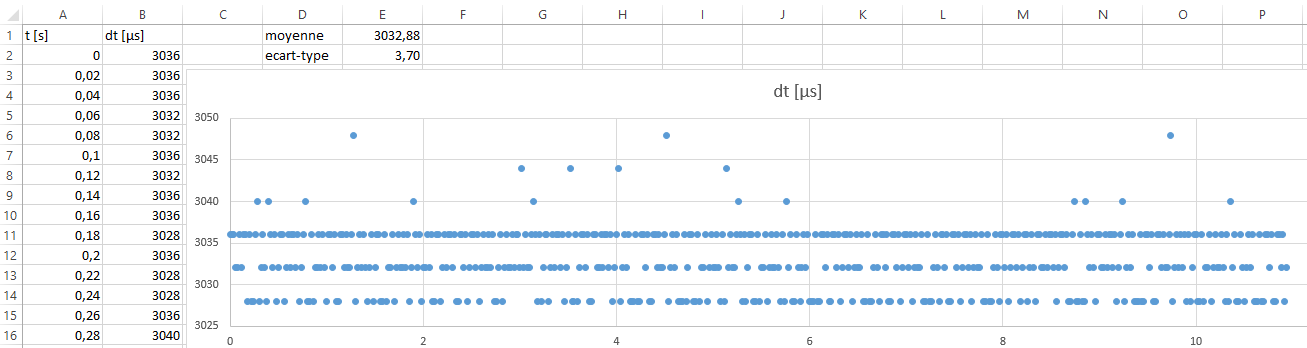 A B C D E F G H I J K L M N O P
1 t [s] dt [µs] moyenne 3032,88
2 0 3036 ecart-type 3,70
3 0,02 3036
4 0,04 3036
5 0,06 3032
6 0,08 3032
7 0,1 3036
8 0,12 3032
9 0,14 3036
10 0,16 3036
11 0,18 3028
12 0,2 3036
13 0,22 3028
14 0,24 3028
15 0,26 3036
16 0,28 3040
dt [µs]
3050
3045
3040
3035
3030
3025
0 2 4 6 8 10